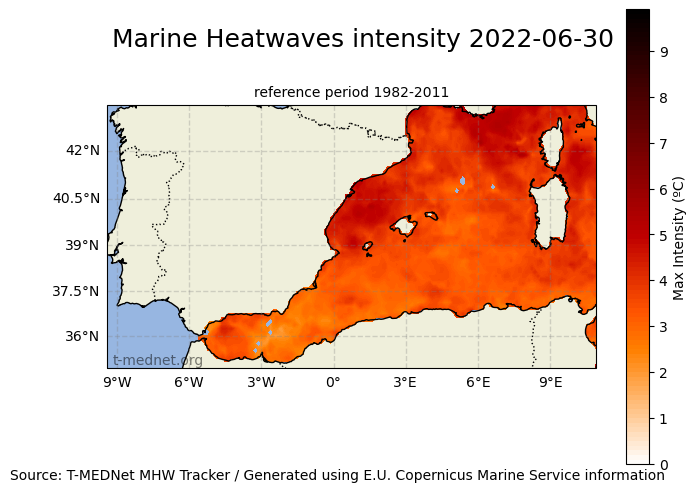 Marine Heatwaves intensity 2022-06-30
reference period 1982-2011
42°N
40.5°N
39°N
37.5°N
36°N
t-mednet.org
9°W 6°W 3°W 0° 3°E 6°E 9°E
9
8
7
6
5
4
3
2
1
0
Max Intensity (ºC)
Source: T-MEDNet MHW Tracker / Generated using E.U. Copernicus Marine Service information